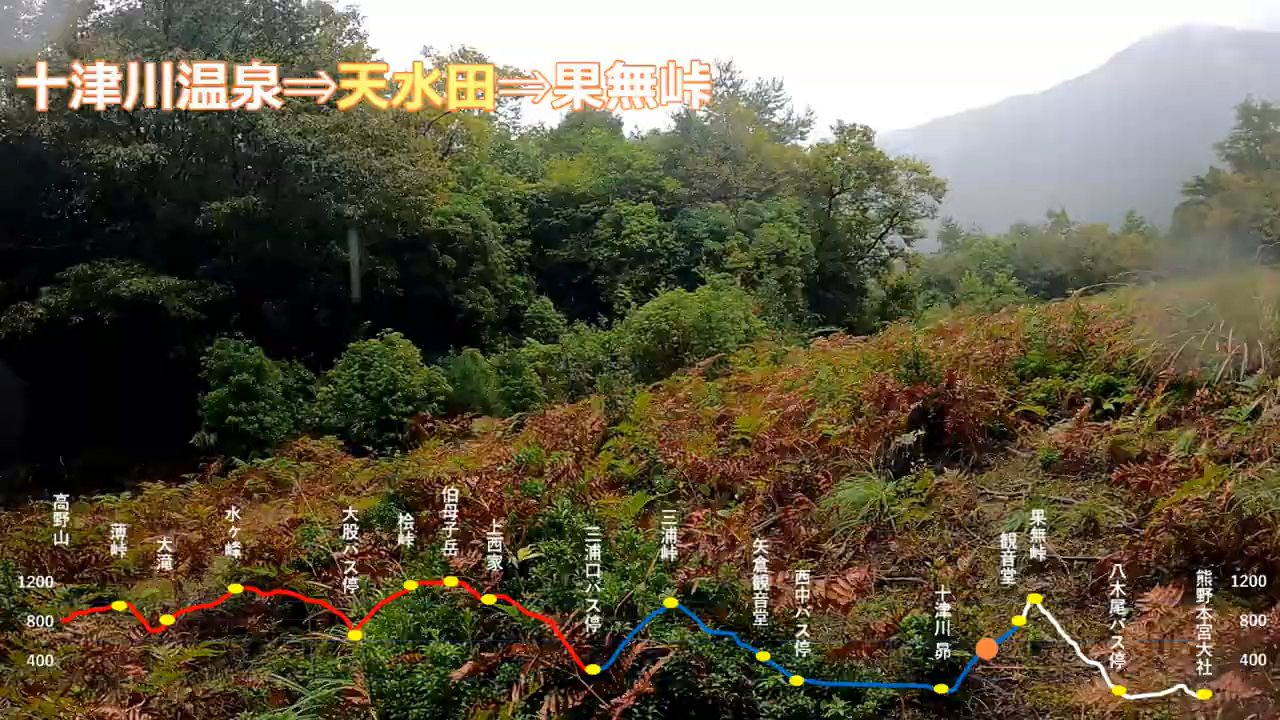 十津川温泉⇒天水田⇒果無峠
高野山
薄峠
大滝
水ヶ峰
大股バス停
桧峠
伯母子岳
上西家
三浦口バス停
三浦峠
矢倉観音堂
西中バス停
十津川 昴
観音堂
果無峠
八木尾バス停
熊野本宮大社
1200
800
400
1200
800
400